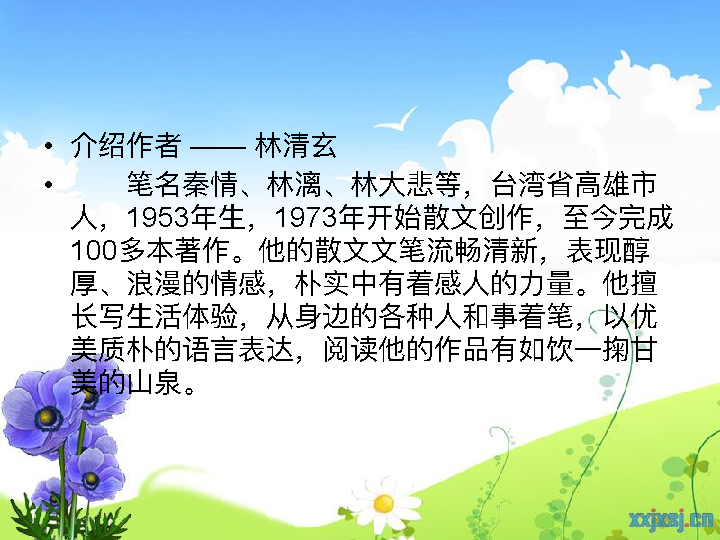 • 介绍作者 —— 林清玄
• 笔名秦情、林漓、林大悲等，台湾省高雄市
人，1953年生，1973年开始散文创作，至今完成
100多本著作。他的散文文笔流畅清新，表现醇
厚、浪漫的情感，朴实中有着感人的力量。他擅
长写生活体验，从身边的各种人和事着笔，以优
美质朴的语言表达，阅读他的作品有如饮一掬甘
美的山泉。
xxjxsj.cn